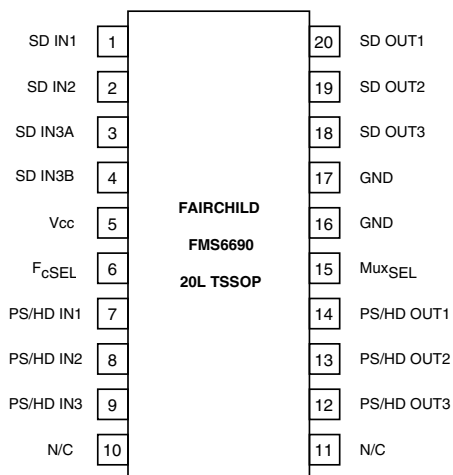 SD IN1 1 20 SD OUT1
SD IN2 2 19 SD OUT2
SD IN3A 3 18 SD OUT3
SD IN3B 4 17 GND
Vcc 5 16 GND
FcSEL 6 15 MuxSEL
PS/HD IN1 7 14 PS/HD OUT1
PS/HD IN2 8 13 PS/HD OUT2
PS/HD IN3 9 12 PS/HD OUT3
N/C 10 11 N/C
FAIRCHILD
FMS6690
20L TSSOP